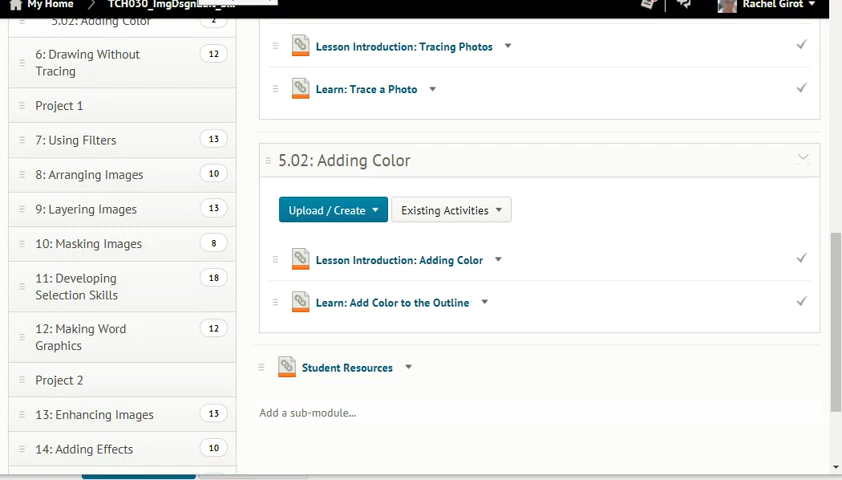 My Home
Rachel Girot
5.02: Adding Color
2
6: Drawing Without
Tracing
12
Project 1
7: Using Filters
13
8: Arranging Images
10
9: Layering Images
13
10: Masking Images
8
11: Developing
Selection Skills
18
12: Making Word
Graphics
12
Project 2
13: Enhancing Images
13
14: Adding Effects
10
Lesson Introduction: Tracing Photos
Learn: Trace a Photo
5.02: Adding Color
Upload / Create
Existing Activities
Lesson Introduction: Adding Color
Learn: Add Color to the Outline
Student Resources
Add a sub-module...